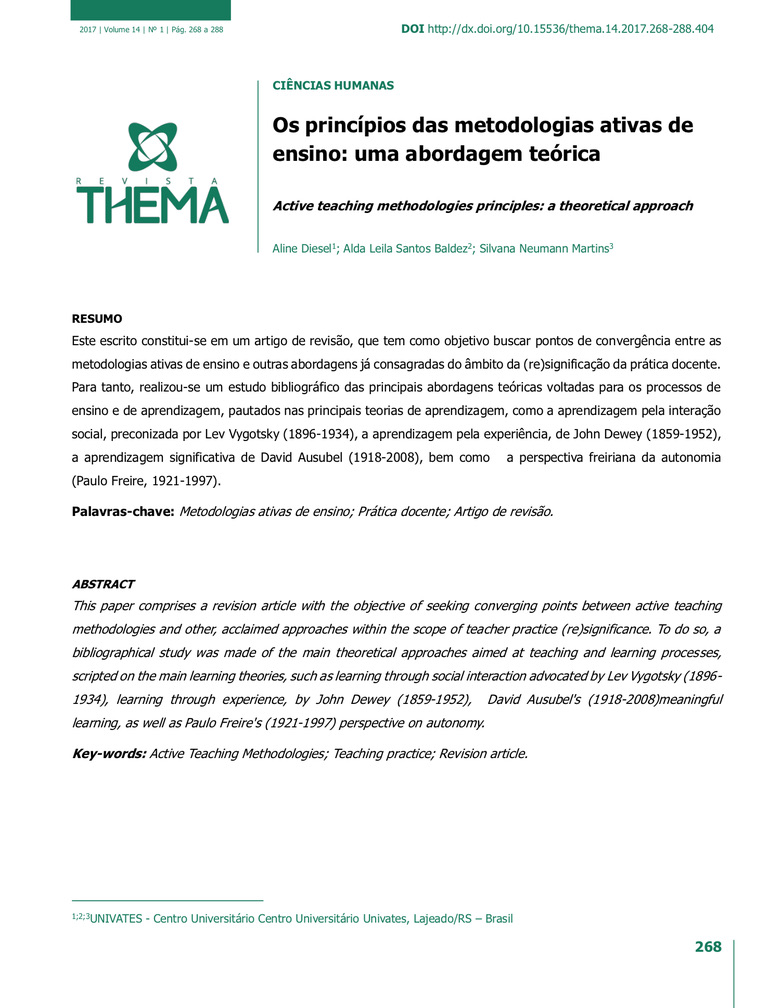 2017 | Volume 14 | Nº 1 | Pág. 268 a 288
DOI http://dx.doi.org/10.15536/thema.14.2017.268-288.404
CIÊNCIAS HUMANAS
REVISTA
THEMA
Os princípios das metodologias ativas de
ensino: uma abordagem teórica
Active teaching methodologies principles: a theoretical approach
Aline Diesel¹; Alda Leila Santos Baldez²; Silvana Neumann Martins³
RESUMO
Este escrito constitui-se em um artigo de revisão, que tem como objetivo buscar pontos de convergência entre as
metodologias ativas de ensino e outras abordagens já consagradas do âmbito da (re)significação da prática docente.
Para tanto, realizou-se um estudo bibliográfico das principais abordagens teóricas voltadas para os processos de
ensino e de aprendizagem, pautados nas principais teorias de aprendizagem, como a aprendizagem pela interação
social, preconizada por Lev Vygotsky (1896-1934), a aprendizagem pela experiência, de John Dewey (1859-1952),
a aprendizagem significativa de David Ausubel (1918-2008), bem como a perspectiva freiriana da autonomia
(Paulo Freire, 1921-1997).
Palavras-chave: Metodologias ativas de ensino; Prática docente; Artigo de revisão.
ABSTRACT
This paper comprises a revision article with the objective of seeking converging points between active teaching
methodologies and other, acclaimed approaches within the scope of teacher practice (re)significance. To do so, a
bibliographical study was made of the main theoretical approaches aimed at teaching and learning processes,
scripted on the main learning theories, such as learning through social interaction advocated by Lev Vygotsky (1896-
1934), learning through experience, by John Dewey (1859-1952), David Ausubel's (1918-2008)meaningful
learning, as well as Paulo Freire's (1921-1997) perspective on autonomy.
Key-words: Active Teaching Methodologies; Teaching practice; Revision article.
1;2;3UNIVATES - Centro Universitário Centro Universitário Univates, Lajeado/RS – Brasil
268